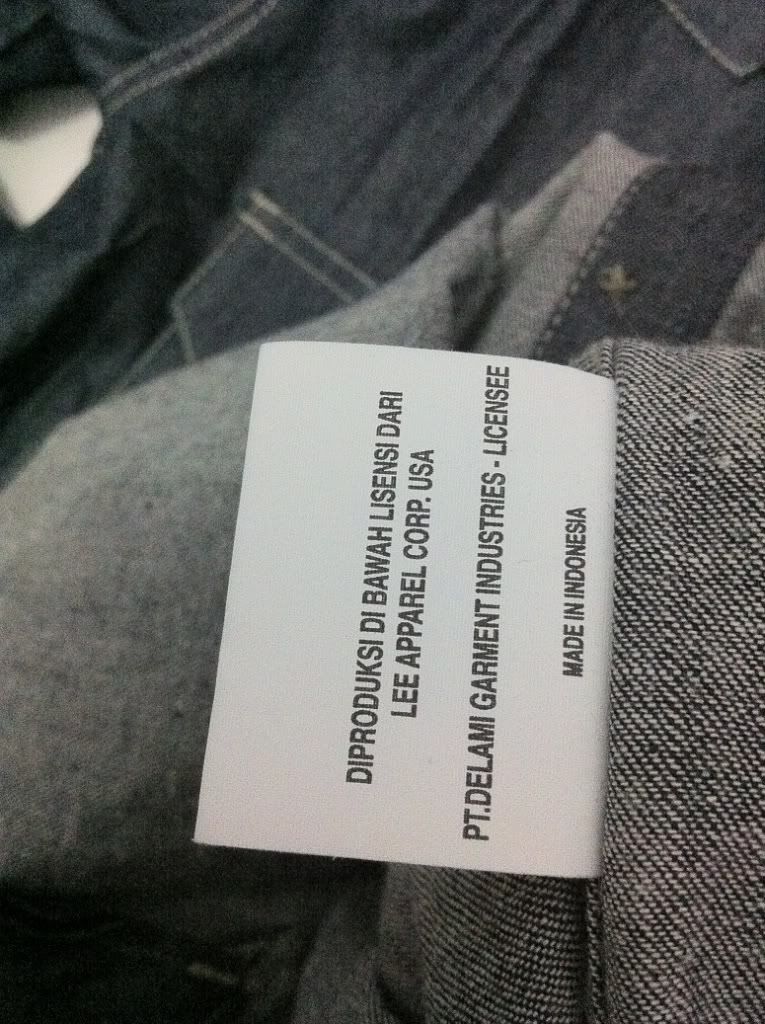 DIPRODUKSI DI BAWAH LISENSI DARI
LEE APPAREL CORP. USA
PT.DELAMI GARMENT INDUSTRIES - LICENSEE
MADE IN INDONESIA